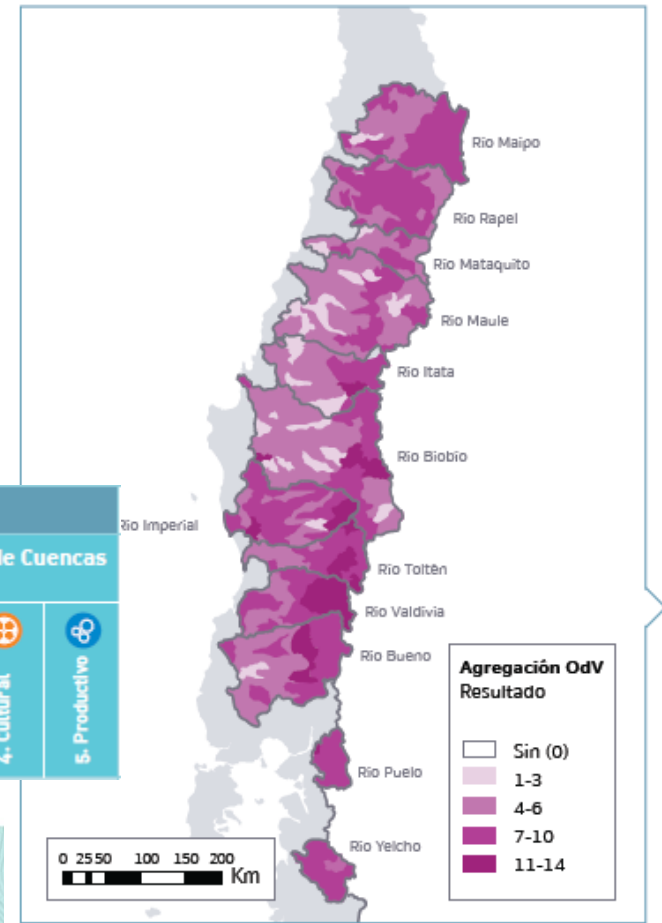 Río Maipo
Río Rapel
Río Mataquito
Río Maule
Río Itata
Río Biobío
Río Imperial
de Cuencas
Río Toltén
4. Cultural
5. Productivo
Río Valdivia
Río Bueno
Agregación OdV
Resultado
Sin (0)
1-3
4-6
7-10
11-14
Río Puelo
Río Yelcho
0 25 50 100 150 200
Km